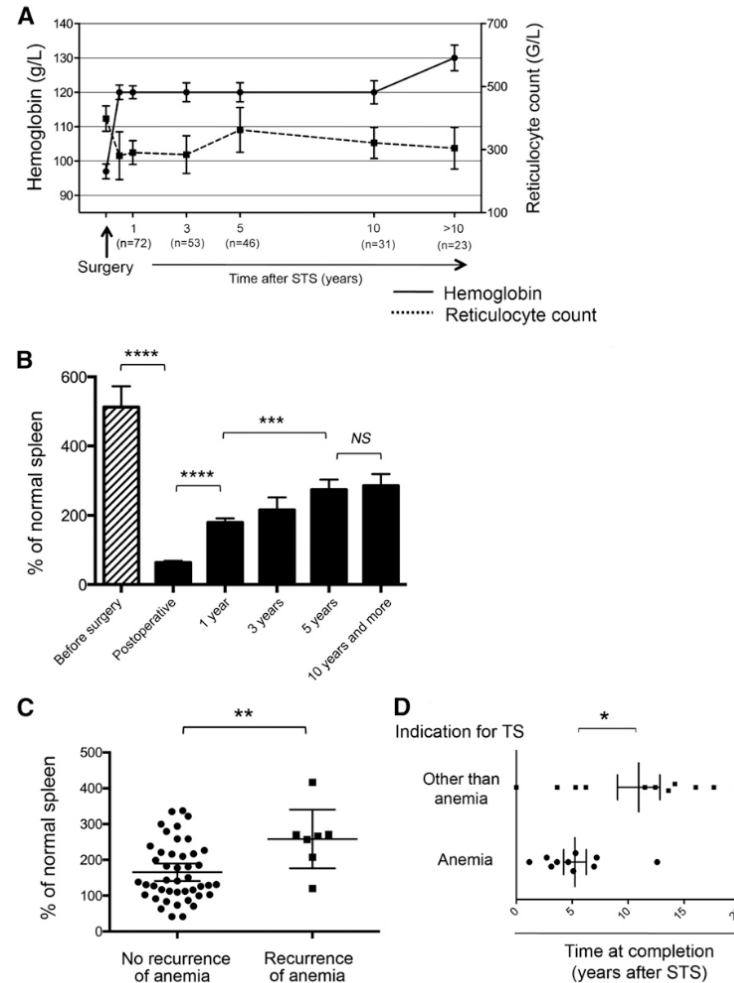 A
Hemoglobin (g/L)
140
130
120
110
100
90
Reticulocyte count (G/L)
700
500
300
100
1 3 5 10 >10
(n=72) (n=53) (n=46) (n=31) (n=23)
Surgery
Time after STS (years)
Hemoglobin
Reticulocyte count
B
% of normal spleen
600
400
200
0
****
****
***
NS
Before surgery
Postoperative
1 year
3 years
5 years
10 years and more
C
% of normal spleen
500
400
300
200
100
0
**
No recurrence
of anemia
Recurrence
of anemia
D
Indication for TS
*
Other than
anemia
Anemia
0 5 10 15
Time at completion
(years after STS)